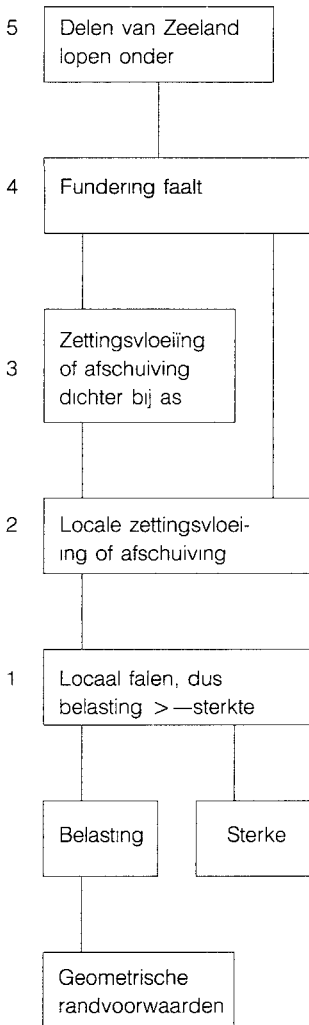 5 Delen van Zeeland
lopen onder
4 Fundering faalt
Zettingsvloeiïng
3 of afschuiving
dichter bij as
2 Locale zettingsvloei-
ing of afschuiving
1 Locaal falen, dus
belasting >—sterkte
Belasting Sterke
Geometrische
randvoorwaarden